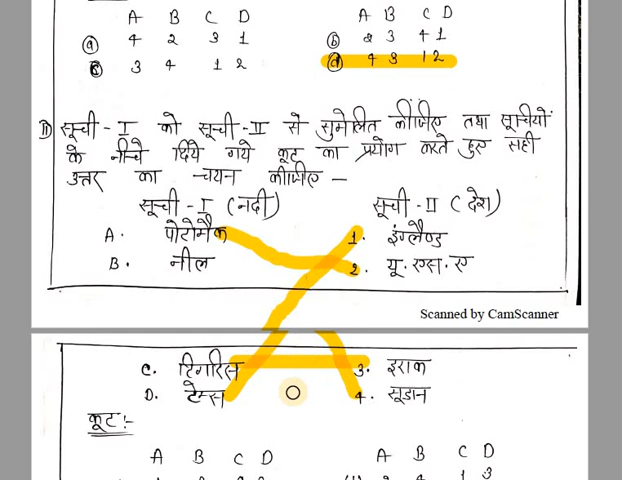 A B C D
A B C D
(a) 4 2 3 1
(b) 2 3 4 1
3 4 1 2
4 3 1 2
सूची - I को सूची - II से सुमेलित कीजिए तथा सूचियों
के नीचे दिये गये कूट का प्रयोग करते हुए सही
उत्तर का चयन कीजिए -
सूची - I (नदी) सूची - II (देश)
A. पोटोमैक 1. इंग्लैण्ड
B. नील 2. यू. एस. ए
Scanned by CamScanner
C. टिगरिस 3. इराक
D. टेम्स 4. सूडान
कूट :-
A B C D
A B C D